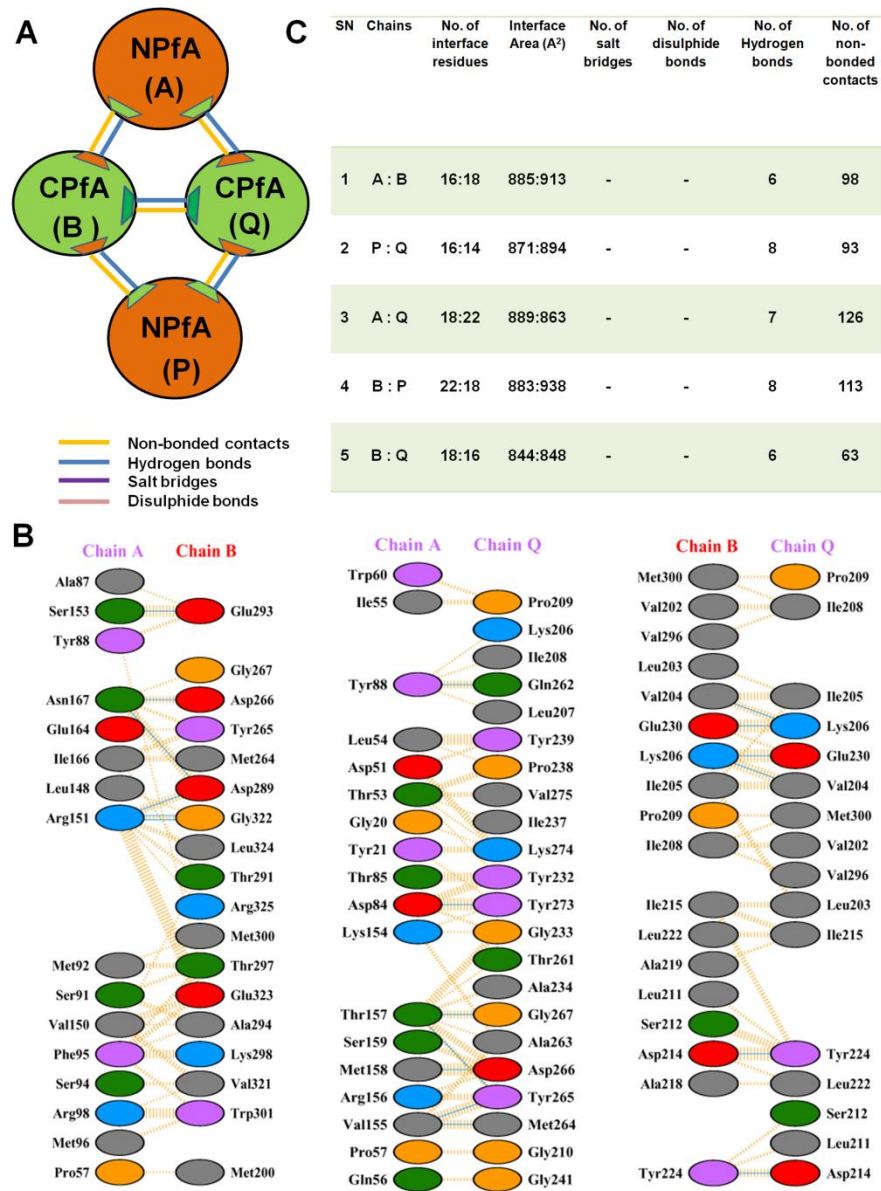 A
NPfA
(A)
CPfA
(B )
CPfA
(Q)
NPfA
(P)
Non-bonded contacts
Hydrogen bonds
Salt bridges
Disulphide bonds
C
SN Chains No. of interface residues Interface Area (A²) No. of salt bridges No. of disulphide bonds No. of Hydrogen bonds No. of non-bonded contacts
1 A : B 16:18 885:913 - - 6 98
2 P : Q 16:14 871:894 - - 8 93
3 A : Q 18:22 889:863 - - 7 126
4 B : P 22:18 883:938 - - 8 113
5 B : Q 18:16 844:848 - - 6 63
B
Chain A Chain B
Ala87
Ser153 Glu293
Tyr88
Gly267
Asn167 Asp266
Glu164 Tyr265
Ile166 Met264
Leu148 Asp289
Arg151 Gly322
Leu324
Thr291
Arg325
Met300
Met92 Thr297
Ser91 Glu323
Val150 Ala294
Phe95 Lys298
Ser94 Val321
Arg98 Trp301
Met96
Pro57 Met200
Chain A Chain Q
Trp60
Ile55 Pro209
Lys206
Ile208
Tyr88 Gln262
Leu207
Leu54 Tyr239
Asp51 Pro238
Thr53 Val275
Gly20 Ile237
Tyr21 Lys274
Thr85 Tyr232
Asp84 Tyr273
Lys154 Gly233
Thr261
Ala234
Thr157 Gly267
Ser159 Ala263
Met158 Asp266
Arg156 Tyr265
Val155 Met264
Pro57 Gly210
Gln56 Gly241
Chain B Chain Q
Met300 Pro209
Val202 Ile208
Val296
Leu203
Val204 Ile205
Glu230 Lys206
Lys206 Glu230
Ile205 Val204
Pro209 Met300
Ile208 Val202
Val296
Ile215 Leu203
Leu222 Ile215
Ala219
Leu211
Ser212
Asp214 Tyr224
Ala218 Leu222
Ser212
Leu211
Tyr224 Asp214